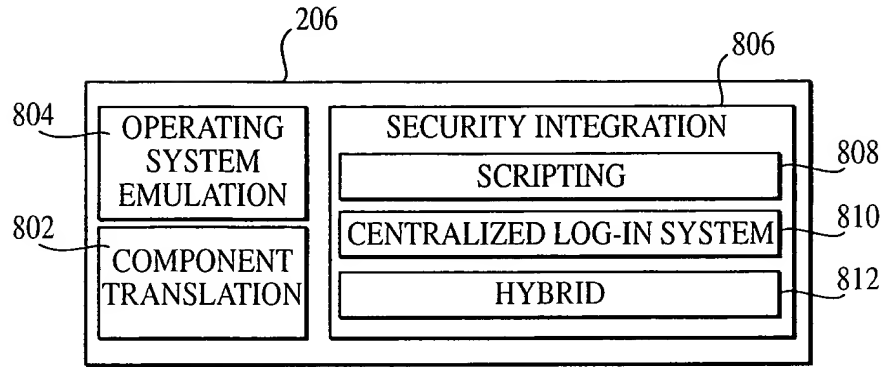 206
806
804
OPERATING
SYSTEM
EMULATION
802
COMPONENT
TRANSLATION
SECURITY INTEGRATION
SCRIPTING
808
CENTRALIZED LOG-IN SYSTEM
810
HYBRID
812